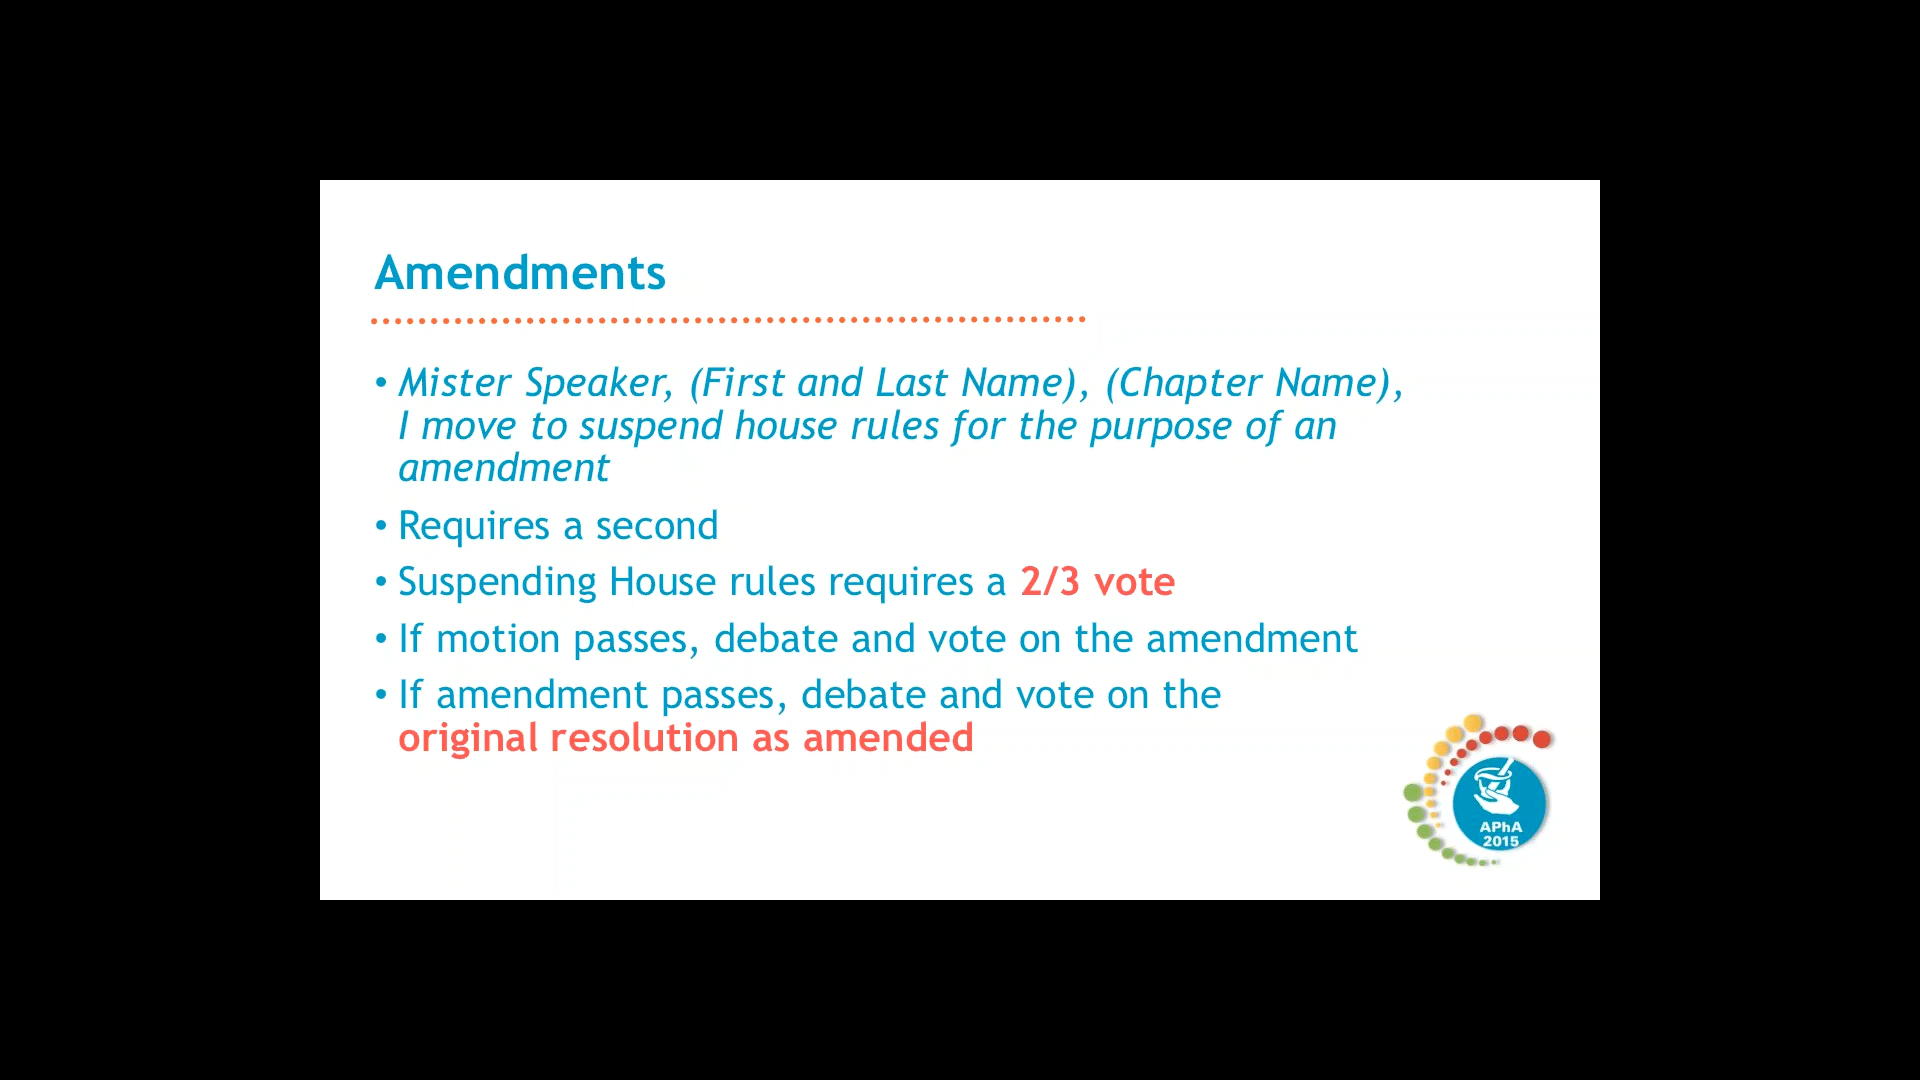 Amendments
• Mister Speaker, (First and Last Name), (Chapter Name),
I move to suspend house rules for the purpose of an
amendment
• Requires a second
• Suspending House rules requires a 2/3 vote
• If motion passes, debate and vote on the amendment
• If amendment passes, debate and vote on the
original resolution as amended
APhA
2015